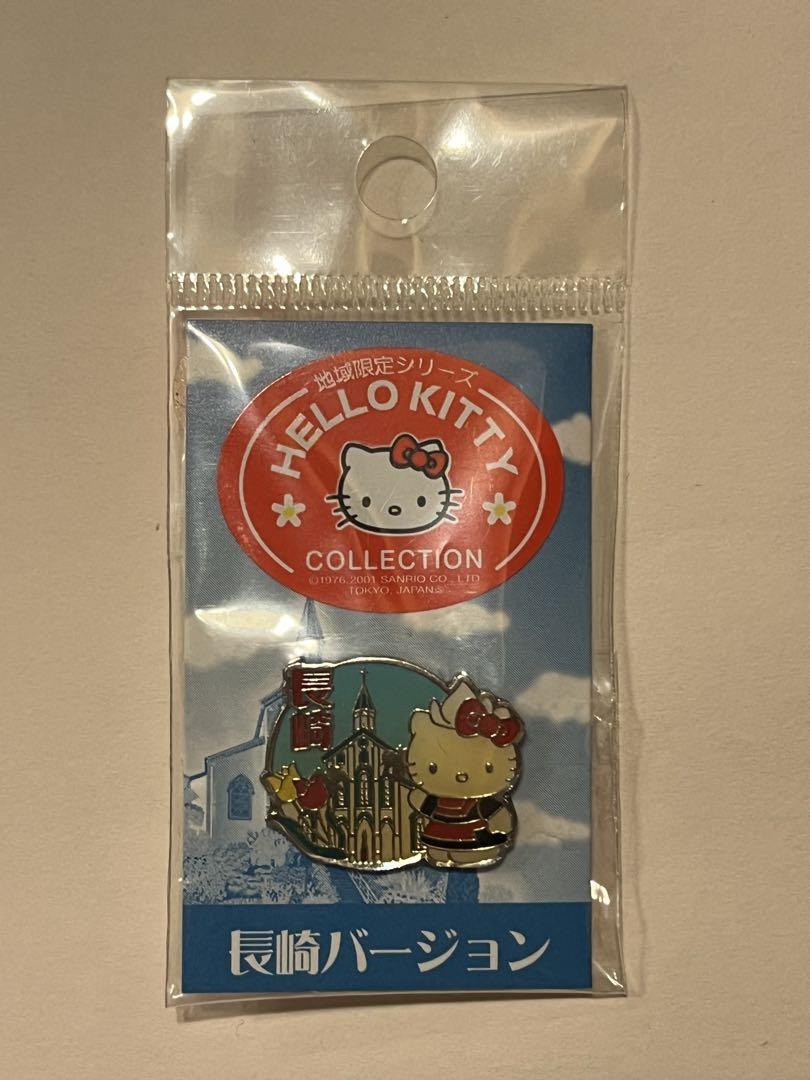 地域限定シリーズ
HELLO KITTY
COLLECTION
©1976, 2001 SANRIO CO., LTD
TOKYO, JAPAN
長崎
長崎バージョン